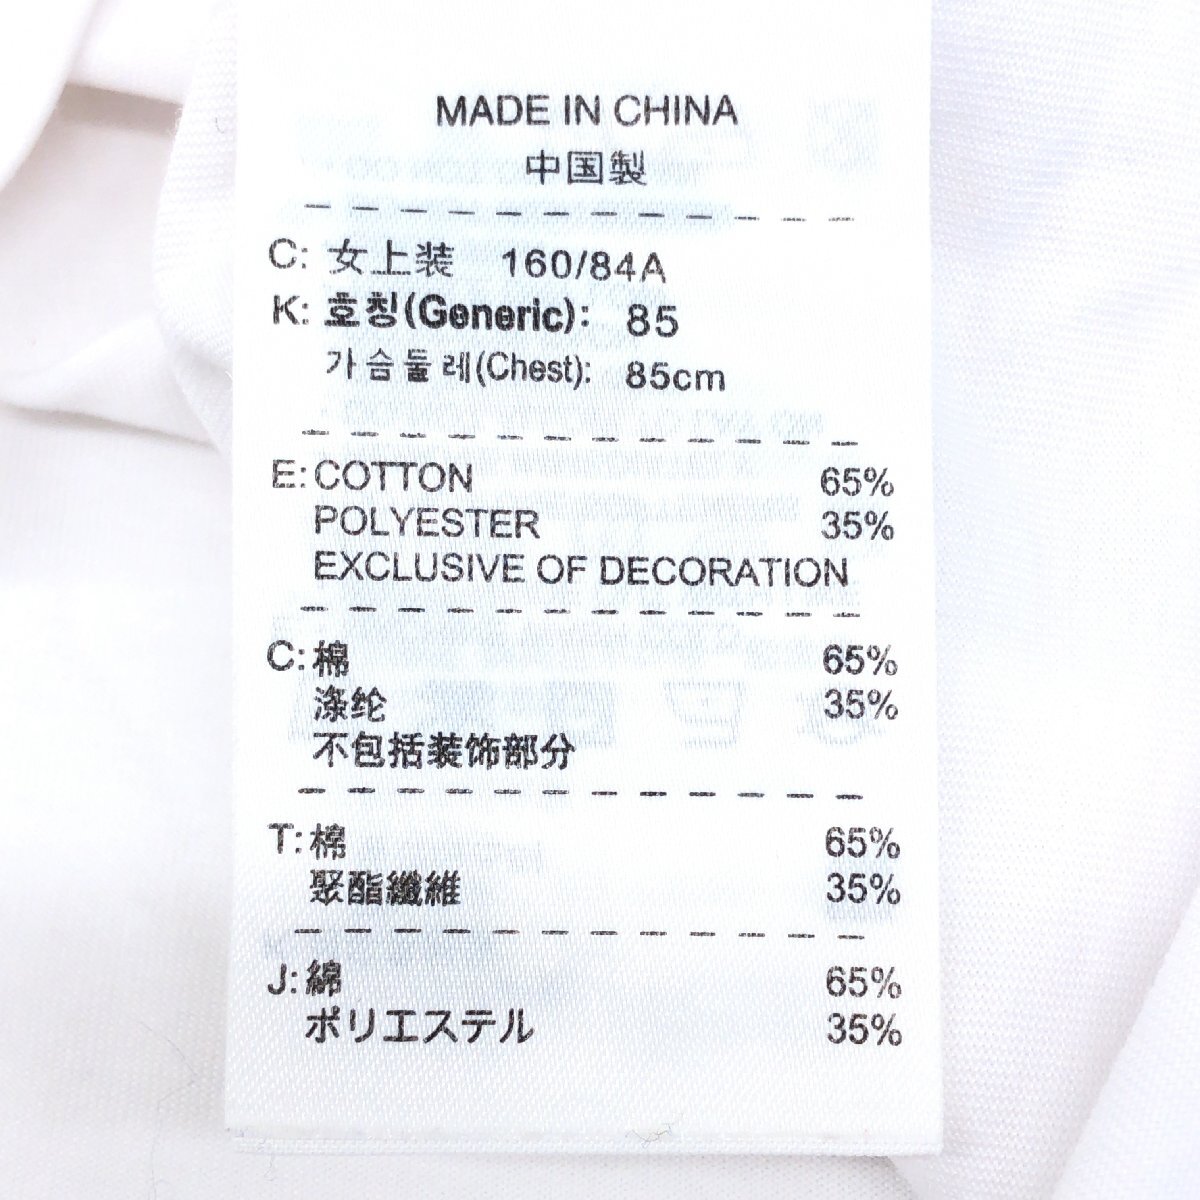 MADE IN CHINA
中国製
C: 女上装 160/84A
K: 호칭(Generic): 85
가슴둘레(Chest): 85cm
E: COTTON 65%
POLYESTER 35%
EXCLUSIVE OF DECORATION
C: 棉 65%
涤纶 35%
不包括装饰部分
T: 棉 65%
聚酯纖維 35%
J: 綿 65%
ポリエステル 35%